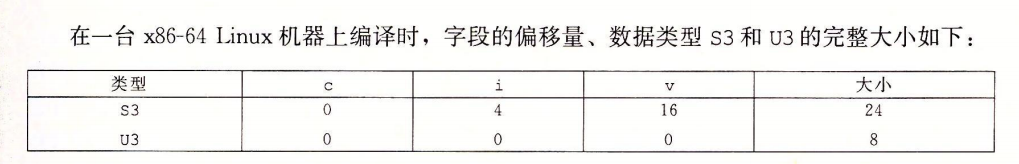 在一台 x86-64 Linux 机器上编译时，字段的偏移量、数据类型 S3 和 U3 的完整大小如下：
类型 c i v 大小
S3 0 4 16 24
U3 0 0 0 8